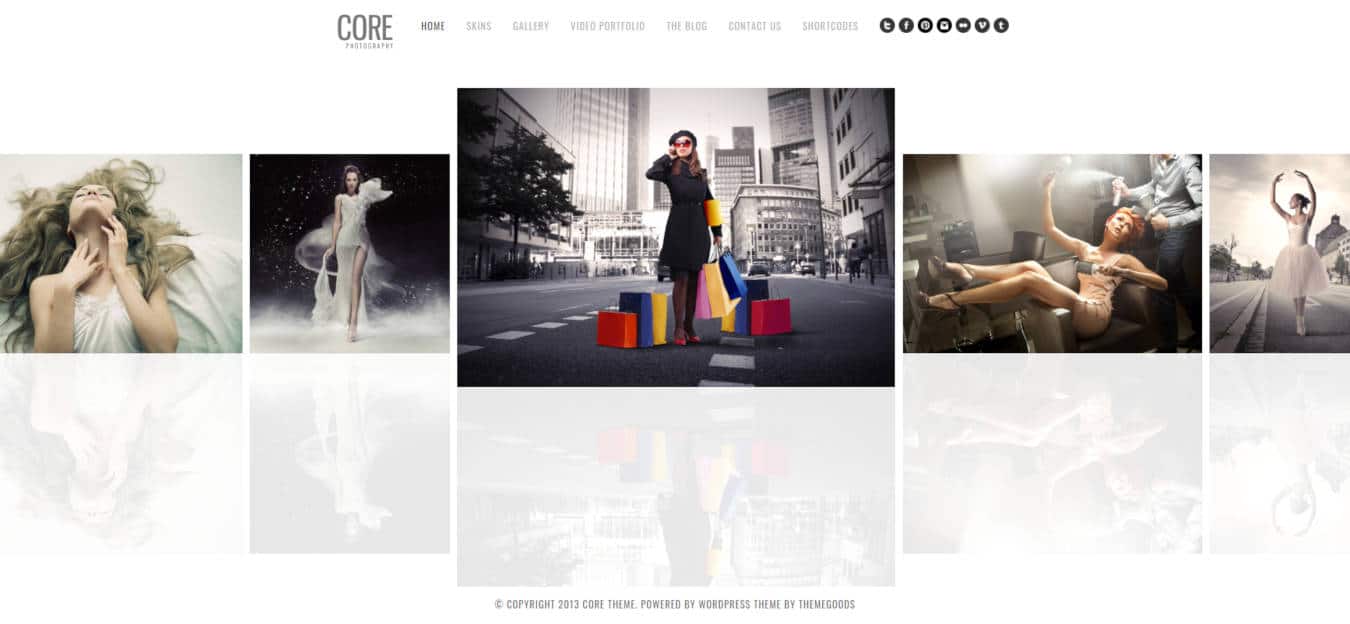 CORE
PHOTOGRAPHY
HOME SKINS GALLERY VIDEO PORTFOLIO THE BLOG CONTACT US SHORTCODES
© COPYRIGHT 2013 CORE THEME. POWERED BY WORDPRESS THEME BY THEMEGOODS